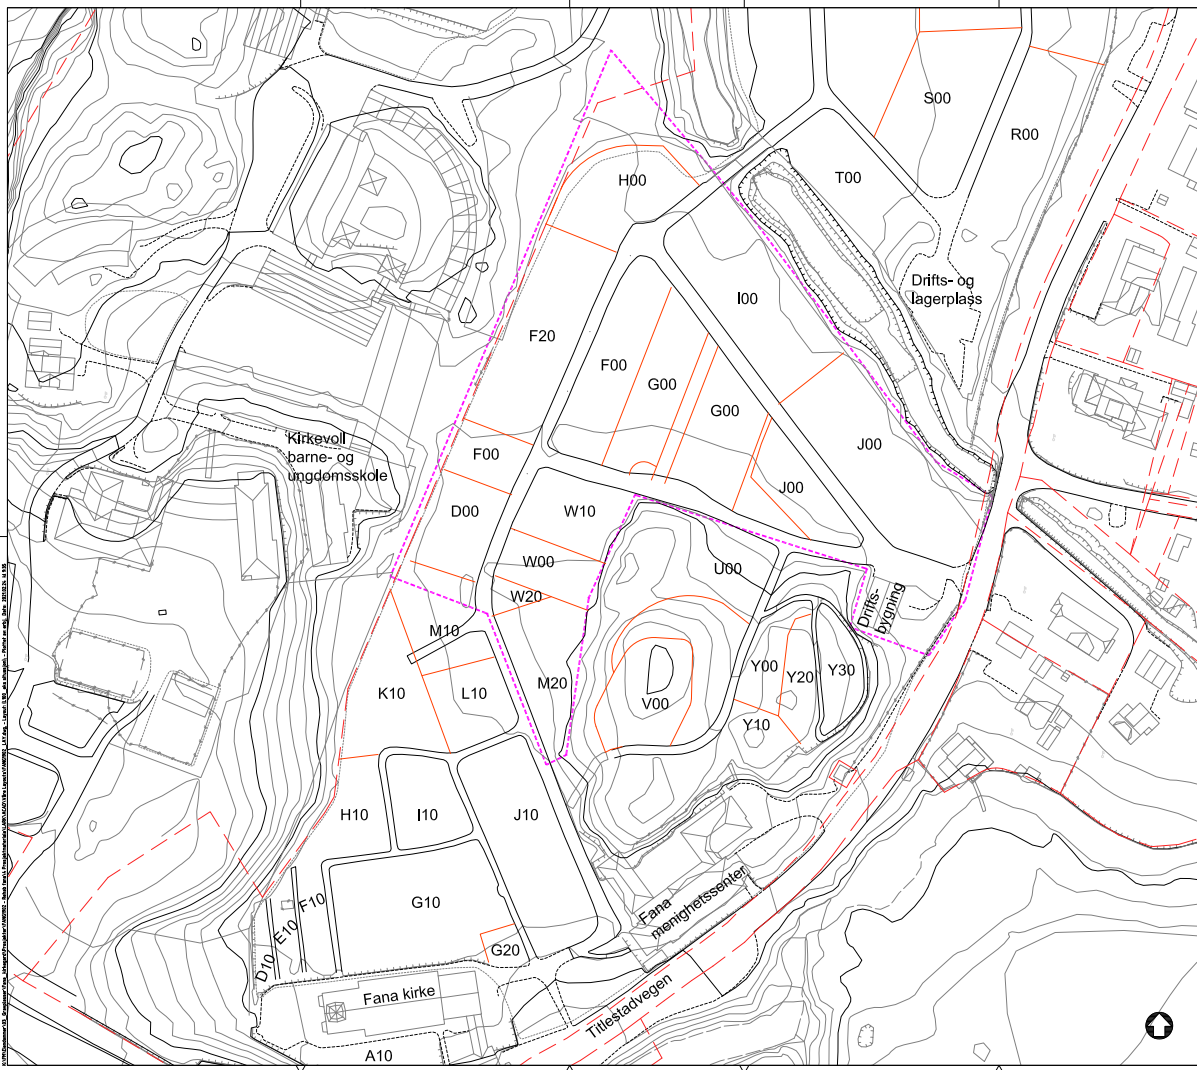 S00
R00
H00
T00
Drifts- og
lagerplass
I00
F20
F00
G00
G00
Kirkevoll
barne- og
ungdomsskole
F00
J00
J00
D00
W10
W00
U00
W20
Drifts-
bygning
M10
Y00
Y20
Y30
K10
L10
M20
V00
Y10
H10
I10
J10
Fana
menighetssenter
G10
F10
E10
D10
G20
Fana kirke
Titlestadvegen
A10